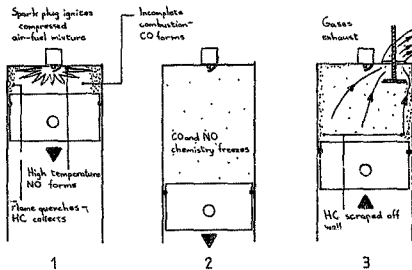 Spark plug ignites
compressed
air-fuel mixture
Incomplete
combustion-
CO forms
High temperature
NO forms
Flame quenches-
HC collects
1
CO and NO
chemistry freezes
2
Gases
exhaust
HC scraped off
wall
3